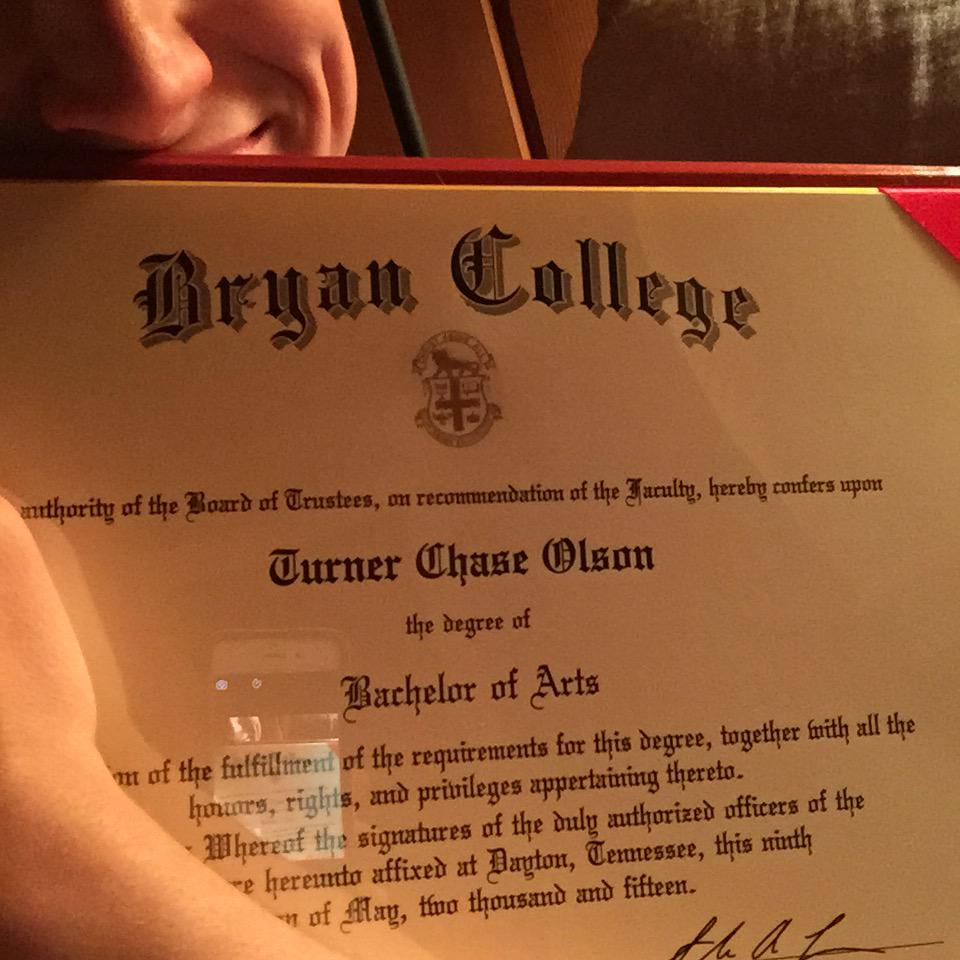 Bryan College
authority of the Board of Trustees, on recommendation of the Faculty, hereby confers upon
Turner Chase Olson
the degree of
Bachelor of Arts
of the fulfillment of the requirements for this degree, together with all the
honors, rights, and privileges appertaining thereto.
Whereof the signatures of the duly authorized officers of the
hereunto affixed at Dayton, Tennessee, this ninth
of May, two thousand and fifteen.